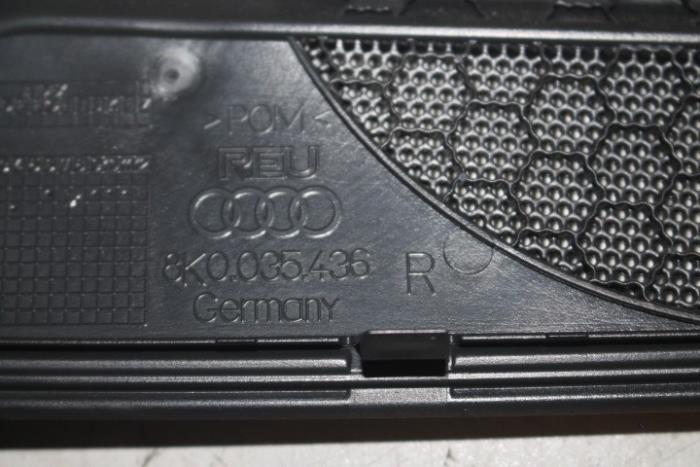 >POM<
REU
8K0.035.436 R
Germany